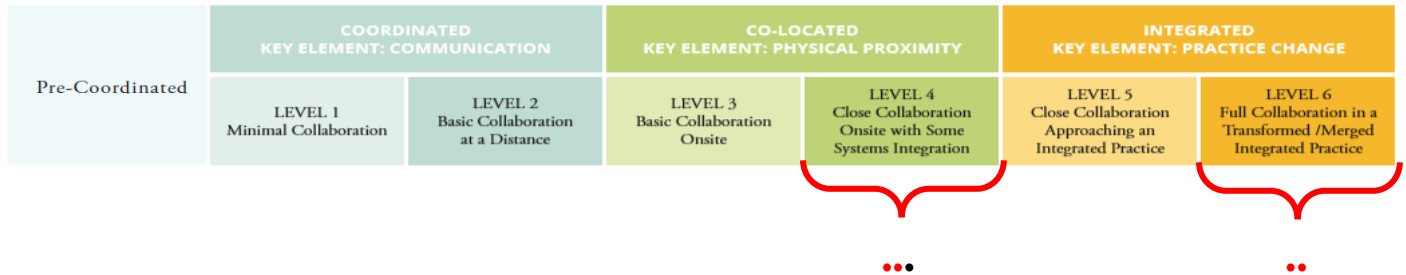 Pre-Coordinated
COORDINATED
KEY ELEMENT: COMMUNICATION
CO-LOCATED
KEY ELEMENT: PHYSICAL PROXIMITY
INTEGRATED
KEY ELEMENT: PRACTICE CHANGE
LEVEL 1
Minimal Collaboration
LEVEL 2
Basic Collaboration
at a Distance
LEVEL 3
Basic Collaboration
Onsite
LEVEL 4
Close Collaboration
Onsite with Some
Systems Integration
LEVEL 5
Close Collaboration
Approaching an
Integrated Practice
LEVEL 6
Full Collaboration in a
Transformed /Merged
Integrated Practice